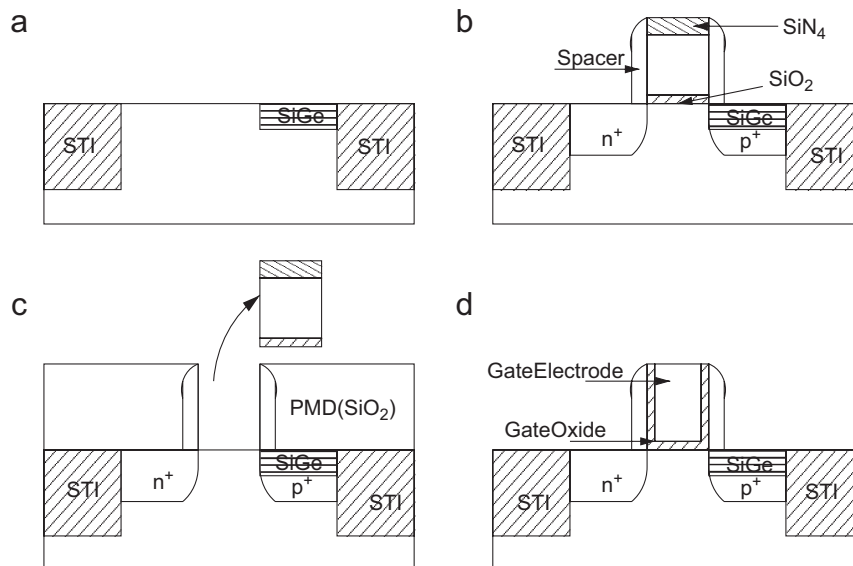 a
SiGe
STI
STI
b
SiN4
Spacer
SiO2
SiGe
STI
n+
p+
STI
c
PMD(SiO2)
SiGe
STI
n+
p+
STI
d
GateElectrode
GateOxide
SiGe
STI
n+
p+
STI